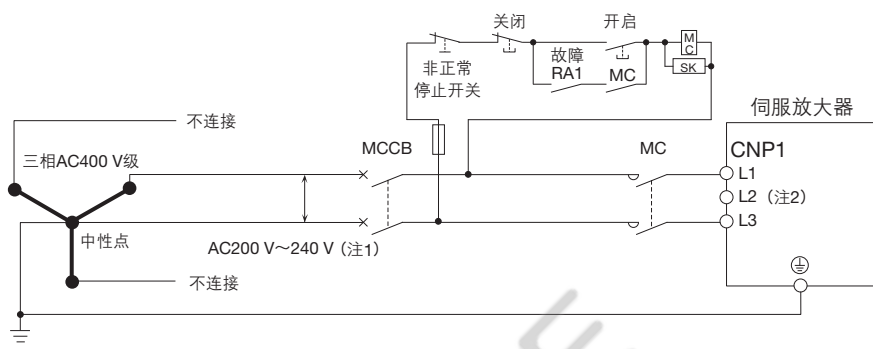 关闭
开启
非正常
停止开关
故障
RA1
MC
M
C
SK
伺服放大器
不连接
三相AC400 V级
MCCB
MC
CNP1
L1
L2（注2）
L3
中性点
AC200 V～240 V（注1）
不连接